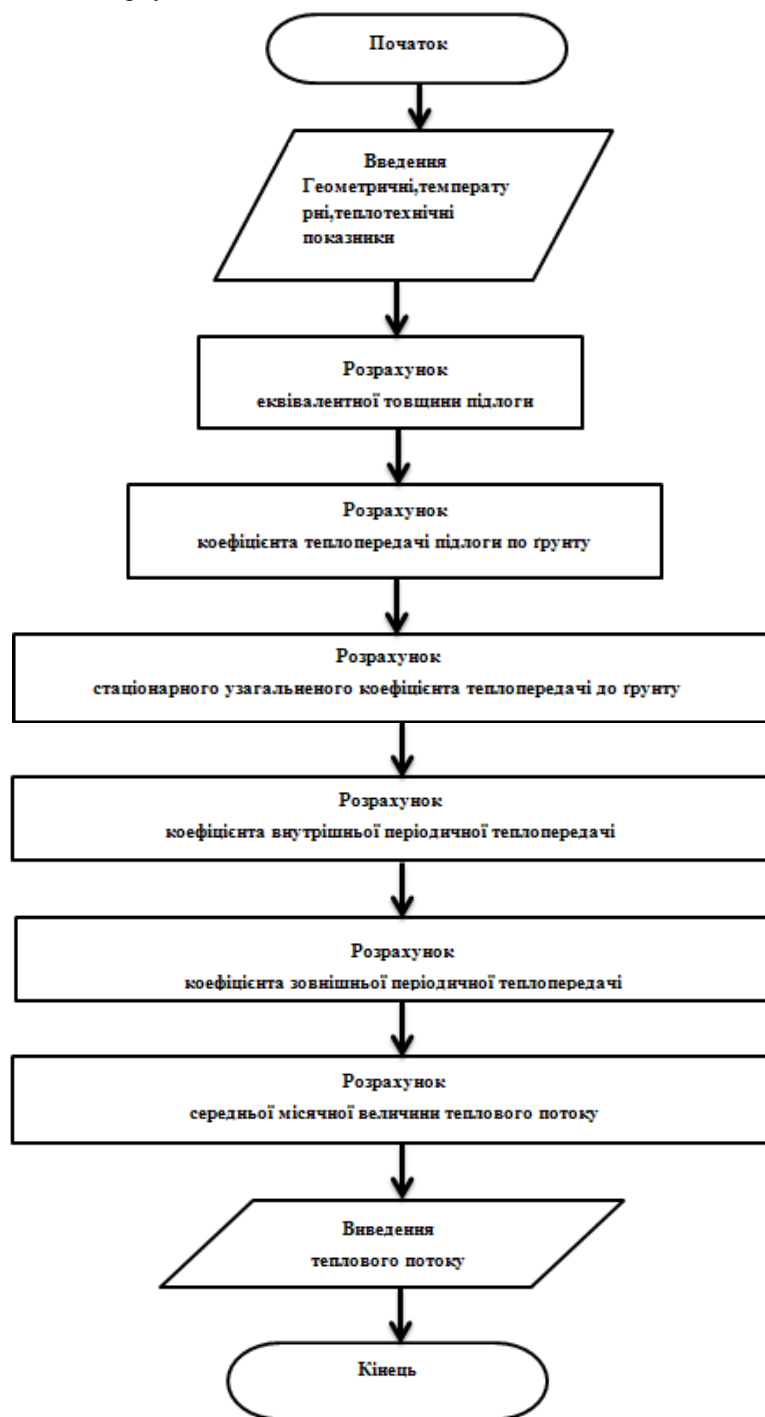 Початок
Введення
Геометричні,температу
рні,теплотехнічні
показники
Розрахунок
еквівалентної товщини підлоги
Розрахунок
коефіцієнта теплопередачі підлоги по ґрунту
Розрахунок
стаціонарного узагальненого коефіцієнта теплопередачі до ґрунту
Розрахунок
коефіцієнта внутрішньої періодичної теплопередачі
Розрахунок
коефіцієнта зовнішньої періодичної теплопередачі
Розрахунок
середньої місячної величини теплового потоку
Виведення
теплового потоку
Кінець